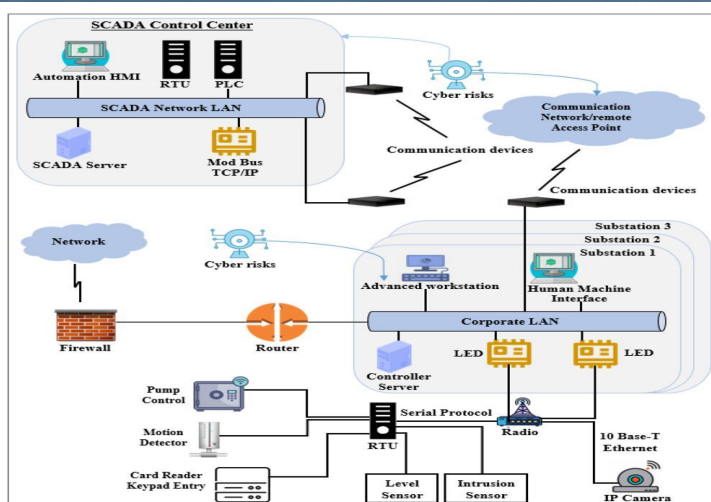 SCADA Control Center
Automation HMI
RTU
PLC
SCADA Network LAN
SCADA Server
Mod Bus
TCP/IP
Cyber risks
Communication
Network/remote
Access Point
Communication devices
Communication devices
Network
Cyber risks
Substation 3
Substation 2
Substation 1
Advanced workstation
Human Machine
Interface
Corporate LAN
Firewall
Router
Controller
Server
LED
LED
Pump
Control
Motion
Detector
Card Reader
Keypad Entry
RTU
Serial Protocol
Radio
10 Base-T
Ethernet
Level
Sensor
Intrusion
Sensor
IP Camera